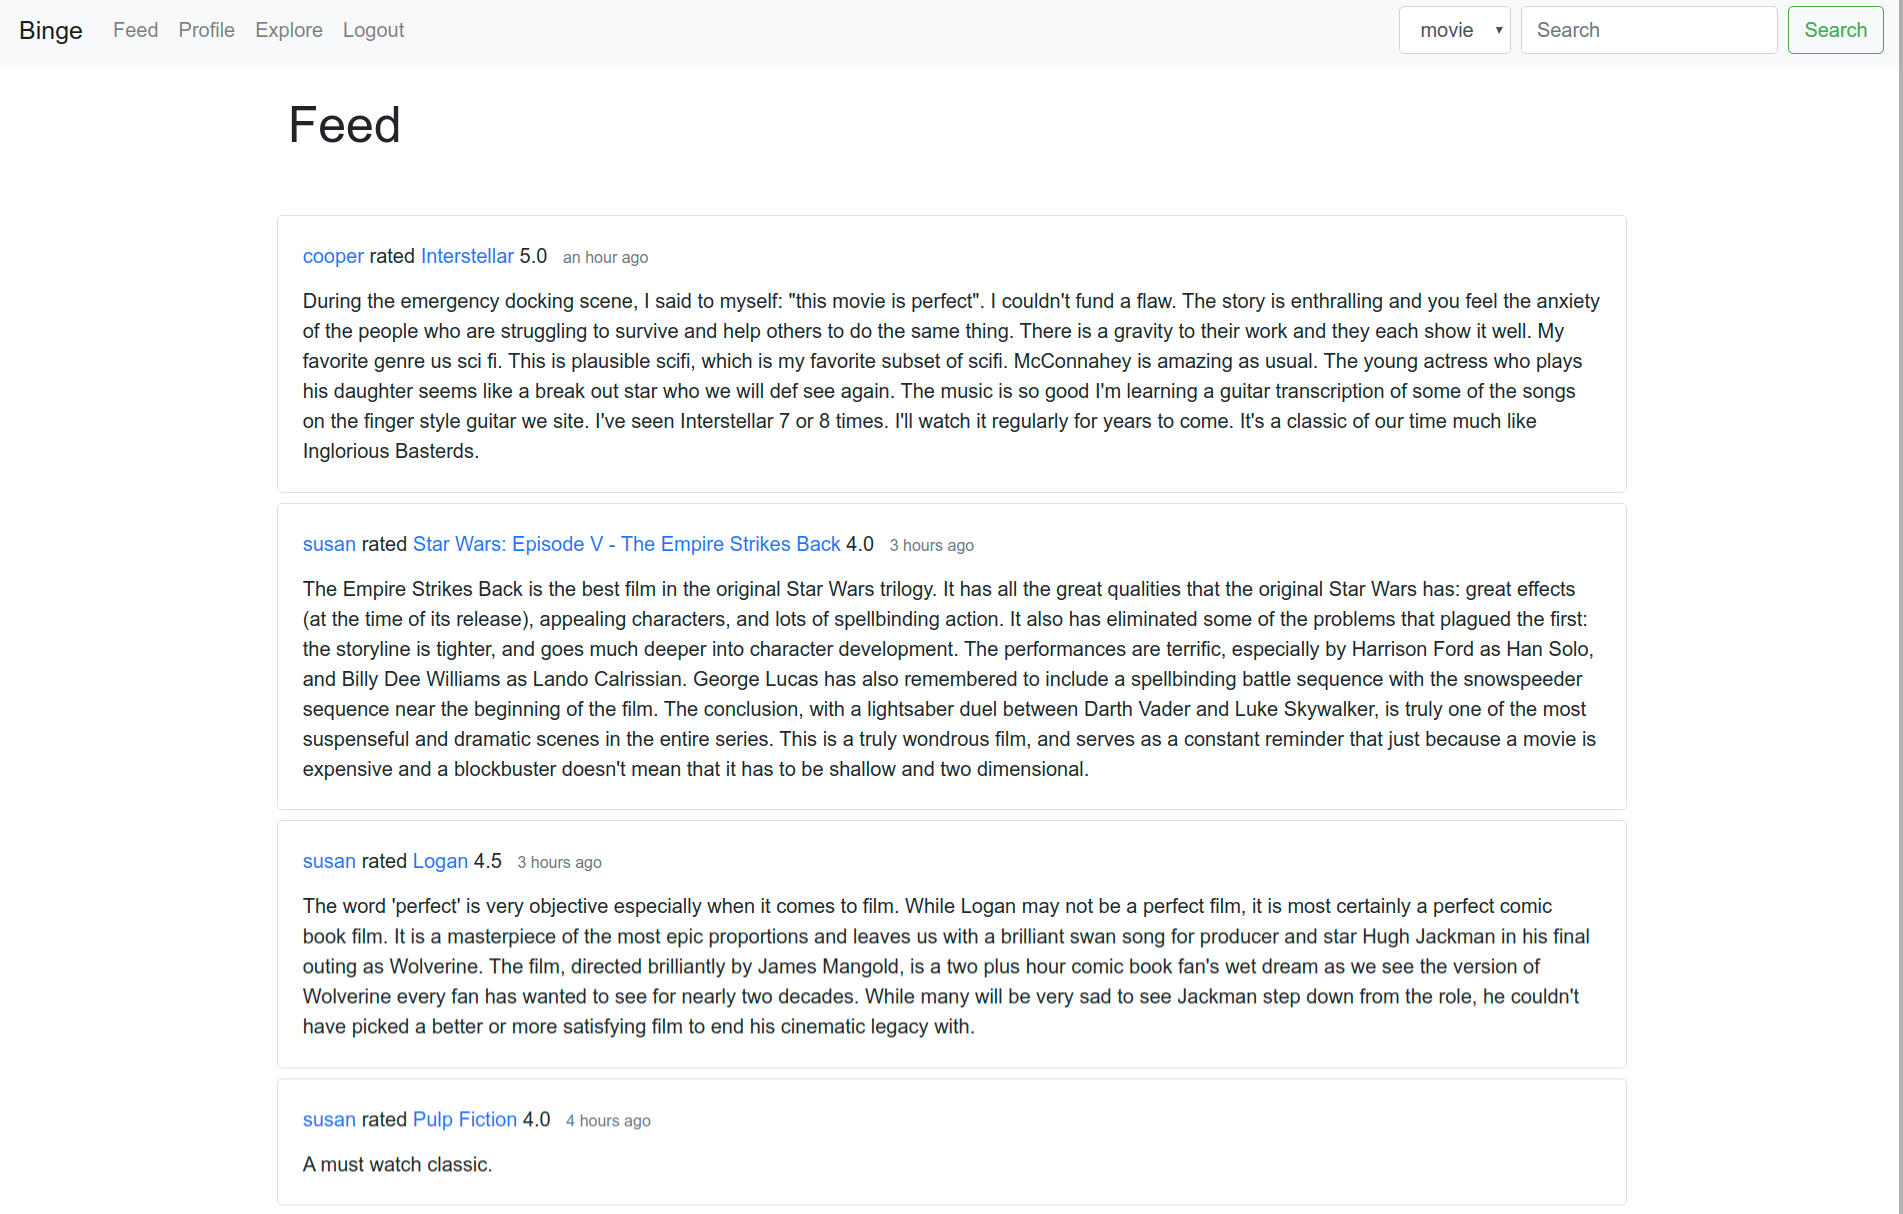 Binge Feed Profile Explore Logout movie Search Search
Feed
cooper rated Interstellar 5.0 an hour ago
During the emergency docking scene, I said to myself: "this movie is perfect". I couldn't fund a flaw. The story is enthralling and you feel the anxiety
of the people who are struggling to survive and help others to do the same thing. There is a gravity to their work and they each show it well. My
favorite genre us sci fi. This is plausible scifi, which is my favorite subset of scifi. McConnahey is amazing as usual. The young actress who plays
his daughter seems like a break out star who we will def see again. The music is so good I'm learning a guitar transcription of some of the songs
on the finger style guitar we site. I've seen Interstellar 7 or 8 times. I'll watch it regularly for years to come. It's a classic of our time much like
Inglorious Basterds.
susan rated Star Wars: Episode V - The Empire Strikes Back 4.0 3 hours ago
The Empire Strikes Back is the best film in the original Star Wars trilogy. It has all the great qualities that the original Star Wars has: great effects
(at the time of its release), appealing characters, and lots of spellbinding action. It also has eliminated some of the problems that plagued the first:
the storyline is tighter, and goes much deeper into character development. The performances are terrific, especially by Harrison Ford as Han Solo,
and Billy Dee Williams as Lando Calrissian. George Lucas has also remembered to include a spellbinding battle sequence with the snowspeeder
sequence near the beginning of the film. The conclusion, with a lightsaber duel between Darth Vader and Luke Skywalker, is truly one of the most
suspenseful and dramatic scenes in the entire series. This is a truly wondrous film, and serves as a constant reminder that just because a movie is
expensive and a blockbuster doesn't mean that it has to be shallow and two dimensional.
susan rated Logan 4.5 3 hours ago
The word 'perfect' is very objective especially when it comes to film. While Logan may not be a perfect film, it is most certainly a perfect comic
book film. It is a masterpiece of the most epic proportions and leaves us with a brilliant swan song for producer and star Hugh Jackman in his final
outing as Wolverine. The film, directed brilliantly by James Mangold, is a two plus hour comic book fan's wet dream as we see the version of
Wolverine every fan has wanted to see for nearly two decades. While many will be very sad to see Jackman step down from the role, he couldn't
have picked a better or more satisfying film to end his cinematic legacy with.
susan rated Pulp Fiction 4.0 4 hours ago
A must watch classic.